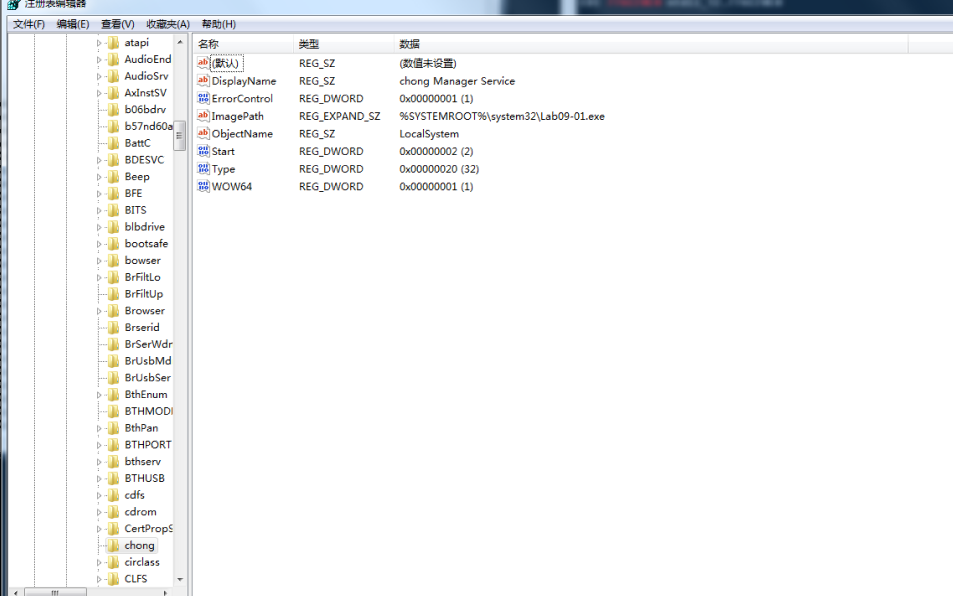 注册表编辑器
文件(F) 编辑(E) 查看(V) 收藏夹(A) 帮助(H)
atapi
AudioEnd
AudioSrv
AxInstSV
b06bdrv
b57nd60a
BattC
BDESVC
Beep
BFE
BITS
blbdrive
bootsafe
bowser
BrFiltLo
BrFiltUp
Browser
Brserid
BrSerWdr
BrUsbMd
BrUsbSer
BthEnum
BTHMODI
BthPan
BTHPORT
bthserv
BTHUSB
cdfs
cdrom
CertPropS
chong
circlass
CLFS
名称 类型 数据
(默认) REG_SZ (数值未设置)
DisplayName REG_SZ chong Manager Service
ErrorControl REG_DWORD 0x00000001 (1)
ImagePath REG_EXPAND_SZ %SYSTEMROOT%\system32\Lab09-01.exe
ObjectName REG_SZ LocalSystem
Start REG_DWORD 0x00000002 (2)
Type REG_DWORD 0x00000020 (32)
WOW64 REG_DWORD 0x00000001 (1)